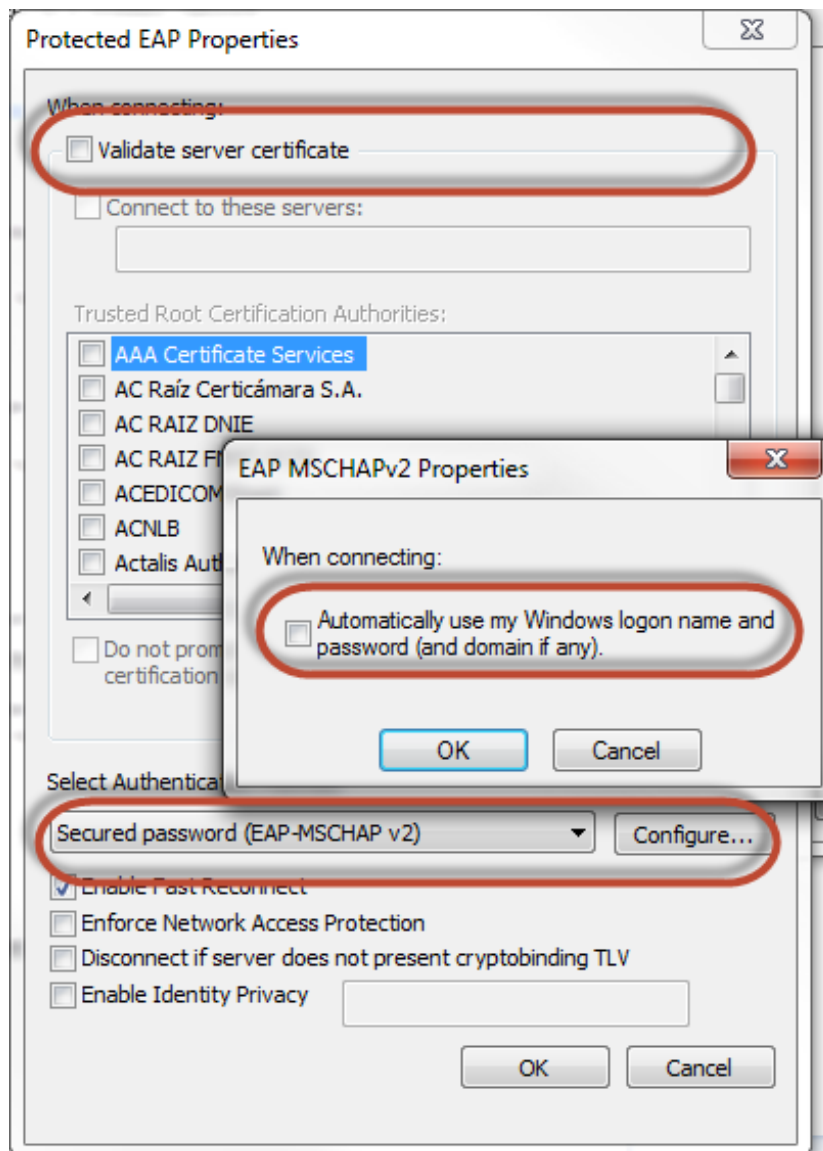 Protected EAP Properties
When connecting:
Validate server certificate
Connect to these servers:
Trusted Root Certification Authorities:
AAA Certificate Services
AC Raíz Certicámara S.A.
AC RAIZ DNIE
AC RAIZ
ACEDICOM
ACNLB
Actalis
EAP MSCHAPv2 Properties
When connecting:
Automatically use my Windows logon name and
password (and domain if any).
OK
Cancel
Do not
certification
Select
Secured password (EAP-MSCHAP v2)
Configure...
Enable Fast Reconnect
Enforce Network Access Protection
Disconnect if server does not present cryptobinding TLV
Enable Identity Privacy
OK
Cancel